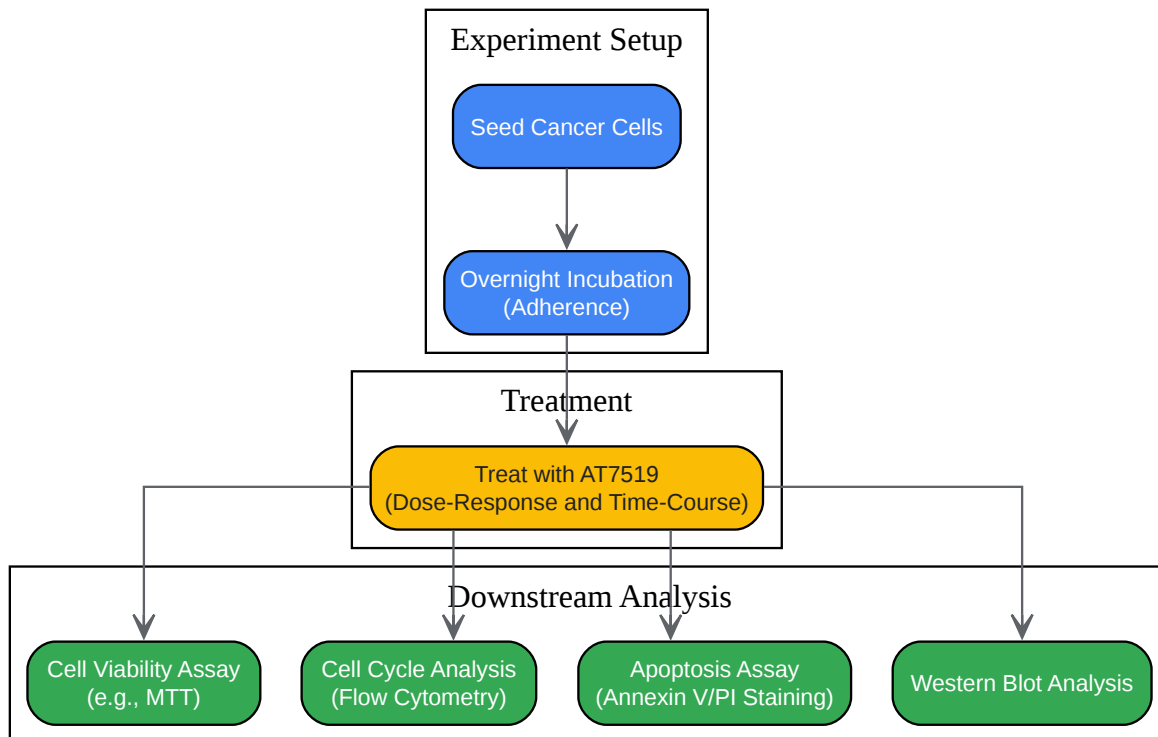 Experiment Setup
Seed Cancer Cells
Overnight Incubation
(Adherence)
Treatment
Treat with AT7519
(Dose-Response and Time-Course)
Downstream Analysis
Cell Viability Assay
(e.g., MTT)
Cell Cycle Analysis
(Flow Cytometry)
Apoptosis Assay
(Annexin V/PI Staining)
Western Blot Analysis